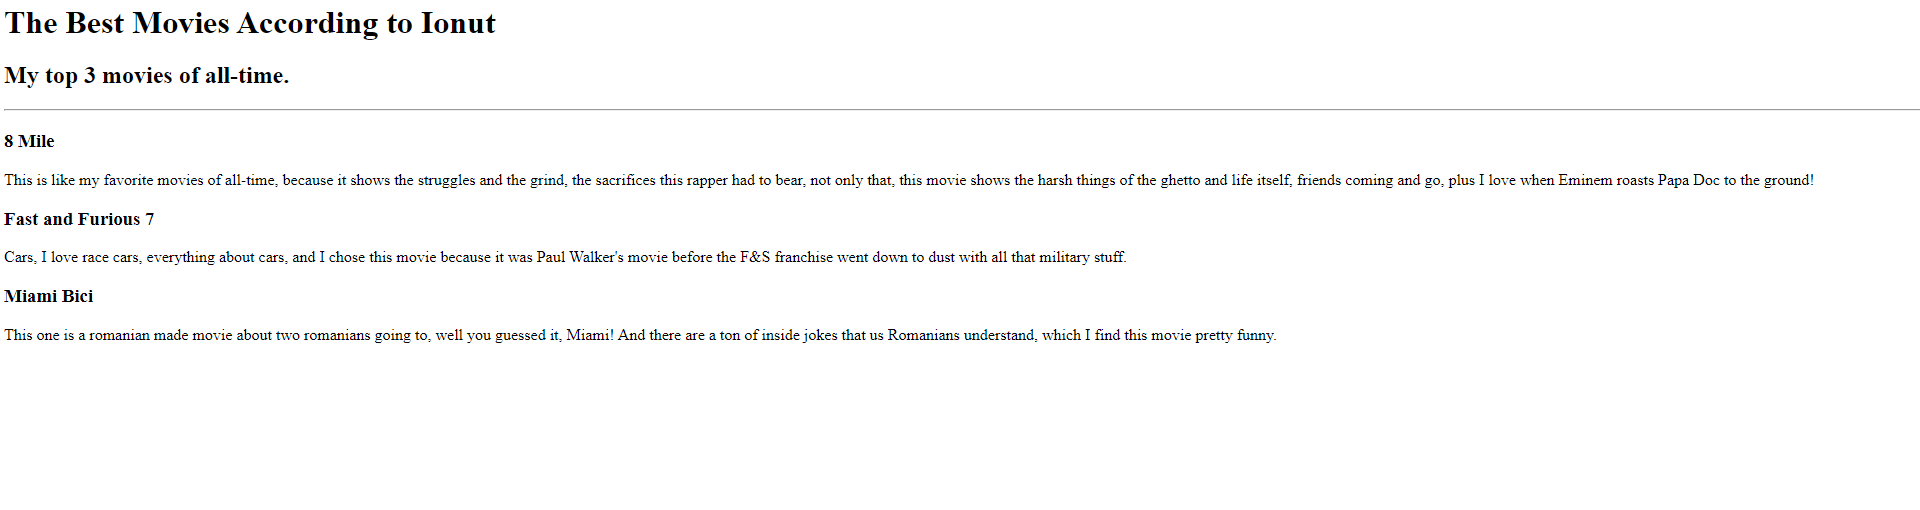 The Best Movies According to Ionut
My top 3 movies of all-time.
8 Mile
This is like my favorite movies of all-time, because it shows the struggles and the grind, the sacrifices this rapper had to bear, not only that, this movie shows the harsh things of the ghetto and life itself, friends coming and go, plus I love when Eminem roasts Papa Doc to the ground!
Fast and Furious 7
Cars, I love race cars, everything about cars, and I chose this movie because it was Paul Walker's movie before the F&S franchise went down to dust with all that military stuff.
Miami Bici
This one is a romanian made movie about two romanians going to, well you guessed it, Miami! And there are a ton of inside jokes that us Romanians understand, which I find this movie pretty funny.